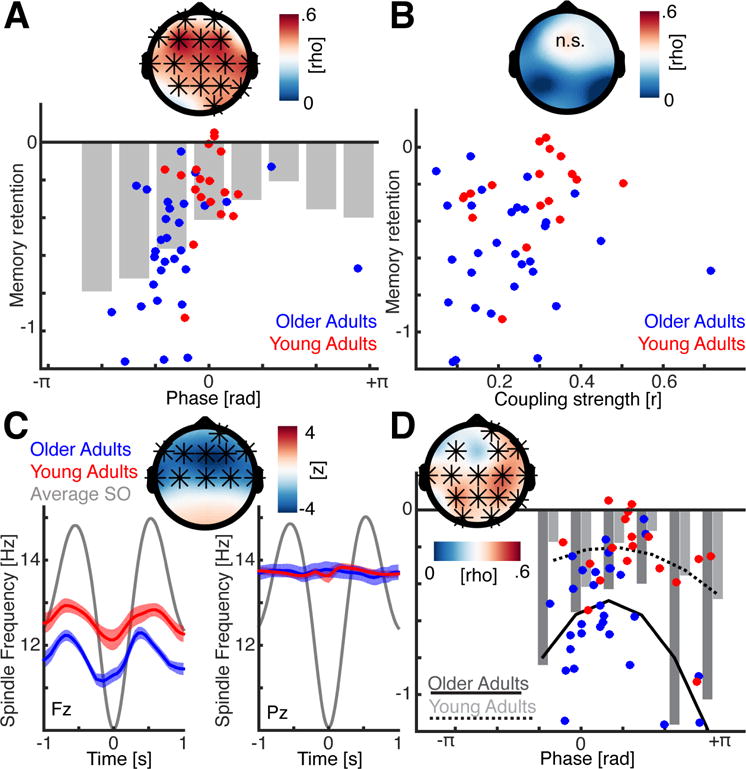 A
.6
[rho]
0
0
Memory retention
-1
Older Adults
Young Adults
-π
0
+π
Phase [rad]
B
n.s.
.6
[rho]
0
0
Memory retention
-1
Older Adults
Young Adults
0.2
0.4
0.6
Coupling strength [r]
C
Older Adults
Young Adults
Average SO
4
[z]
-4
14
12
Spindle Frequency [Hz]
Fz
-1
0
1
Time [s]
14
12
Spindle Frequency [Hz]
Pz
-1
0
1
Time [s]
D
0
.6
[rho]
0
-1
Older Adults
Young Adults
-π
0
+π
Phase [rad]